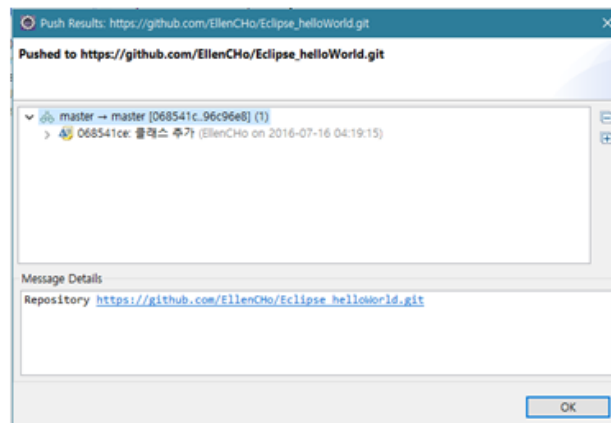 Push Results: https://github.com/EllenCHo/Eclipse_helloWorld.git
Pushed to https://github.com/EllenCHo/Eclipse_helloWorld.git
master → master [068541c..96c96e8] (1)
068541ce: 클래스 추가 (EllenCHo on 2016-07-16 04:19:15)
Message Details
Repository https://github.com/EllenCHo/Eclipse_helloWorld.git
OK